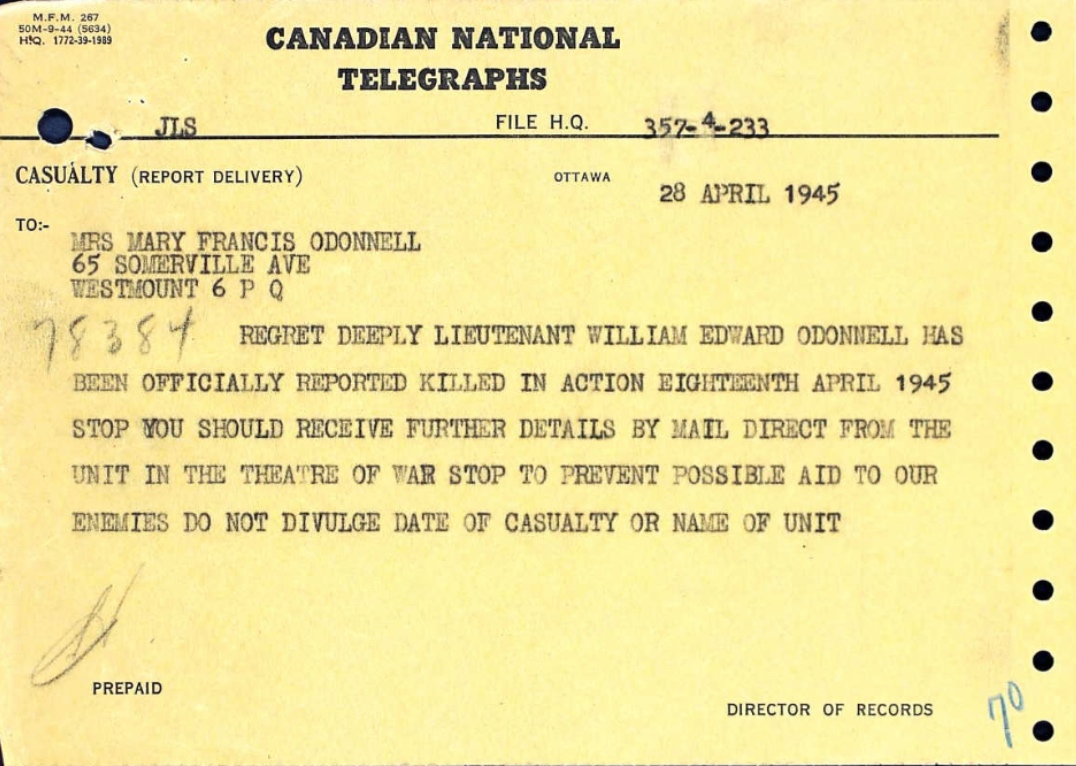 M.F.M. 267
50M-9-44 (5634)
H.Q. 1772-39-1989
CANADIAN NATIONAL
TELEGRAPHS
JLS FILE H.Q. 357-4-233
CASUALTY (REPORT DELIVERY) OTTAWA 28 APRIL 1945
TO:-
MRS MARY FRANCIS ODONNELL
65 SOMERVILLE AVE
WESTMOUNT 6 P Q
78384 REGRET DEEPLY LIEUTENANT WILLIAM EDWARD ODONNELL HAS
BEEN OFFICIALLY REPORTED KILLED IN ACTION EIGHTEENTH APRIL 1945
STOP YOU SHOULD RECEIVE FURTHER DETAILS BY MAIL DIRECT FROM THE
UNIT IN THE THEATRE OF WAR STOP TO PREVENT POSSIBLE AID TO OUR
ENEMIES DO NOT DIVULGE DATE OF CASUALTY OR NAME OF UNIT
PREPAID
DIRECTOR OF RECORDS
70